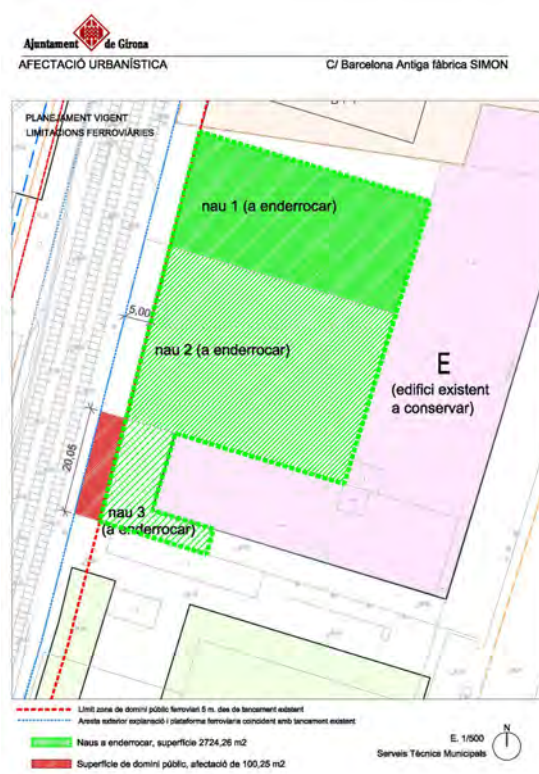 Ajuntament de Girona
AFECTACIÓ URBANÍSTICA
C/ Barcelona Antiga fàbrica SIMON
PLANEJAMENT VIGENT
LIMITACIONS FERROVIÀRIES
nau 1 (a enderrocar)
5,00
nau 2 (a enderrocar)
E
(edifici existent
a conservar)
20,05
nau 3
(a enderrocar)
Límit zona de domini públic ferroviari 5 m. des de tancament existent
Aresta exterior explanació i plataforma ferroviaria coincident amb tancament existent
Naus a enderrocar, superfície 2724,26 m2
Superfície de domini públic, afectació de 100,25 m2
E. 1/500
Serveis Tècnics Municipals
N